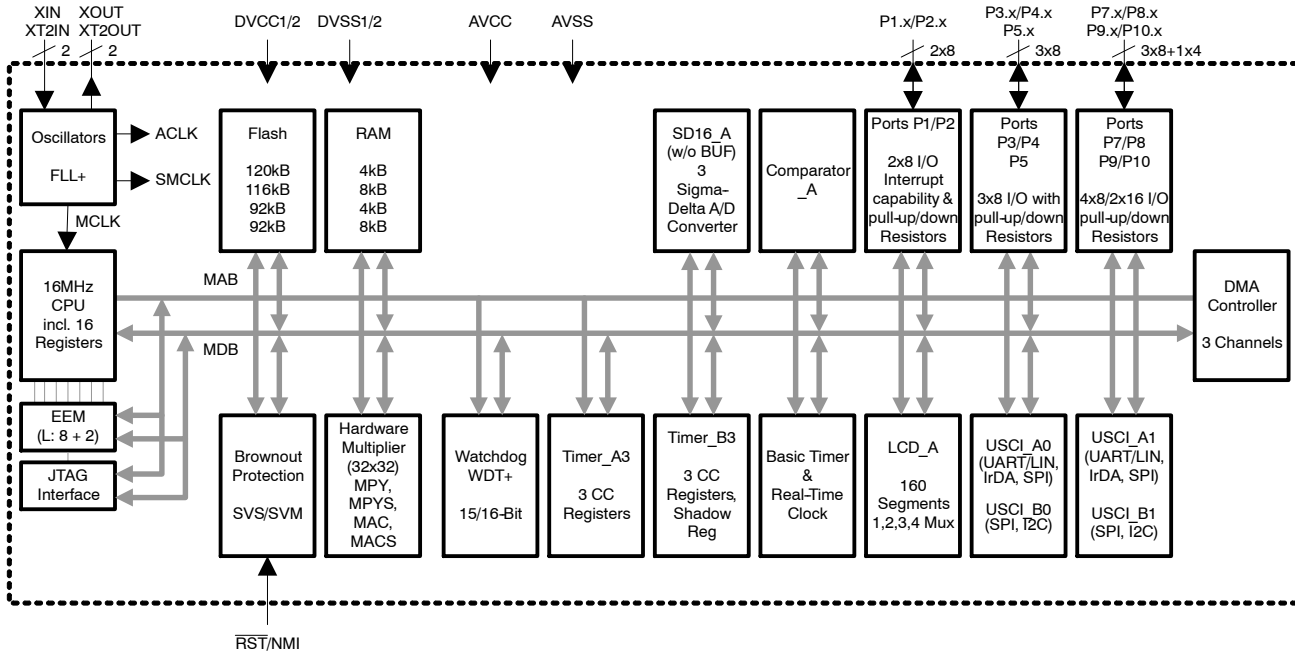 XIN
XT2IN
2
XOUT
XT2OUT
2
DVCC1/2
DVSS1/2
AVCC
AVSS
P1.x/P2.x
2x8
P3.x/P4.x
P5.x
3x8
P7.x/P8.x
P9.x/P10.x
3x8+1x4
Oscillators
FLL+
ACLK
SMCLK
MCLK
Flash
120kB
116kB
92kB
92kB
RAM
4kB
8kB
4kB
8kB
SD16_A
(w/o BUF)
3
Sigma-
Delta A/D
Converter
Comparator
_A
Ports P1/P2
2x8 I/O
Interrupt
capability &
pull-up/down
Resistors
Ports
P3/P4
P5
3x8 I/O with
pull-up/down
Resistors
Ports
P7/P8
P9/P10
4x8/2x16 I/O
pull-up/down
Resistors
16MHz
CPU
incl. 16
Registers
MAB
MDB
DMA
Controller
3 Channels
EEM
(L: 8 + 2)
JTAG
Interface
Brownout
Protection
SVS/SVM
Hardware
Multiplier
(32x32)
MPY,
MPYS,
MAC,
MACS
Watchdog
WDT+
15/16-Bit
Timer_A3
3 CC
Registers
Timer_B3
3 CC
Registers,
Shadow
Reg
Basic Timer
&
Real-Time
Clock
LCD_A
160
Segments
1,2,3,4 Mux
USCI_A0
(UART/LIN,
IrDA, SPI)
USCI_B0
(SPI, I2C)
USCI_A1
(UART/LIN,
IrDA, SPI)
USCI_B1
(SPI, I2C)
RST/NMI